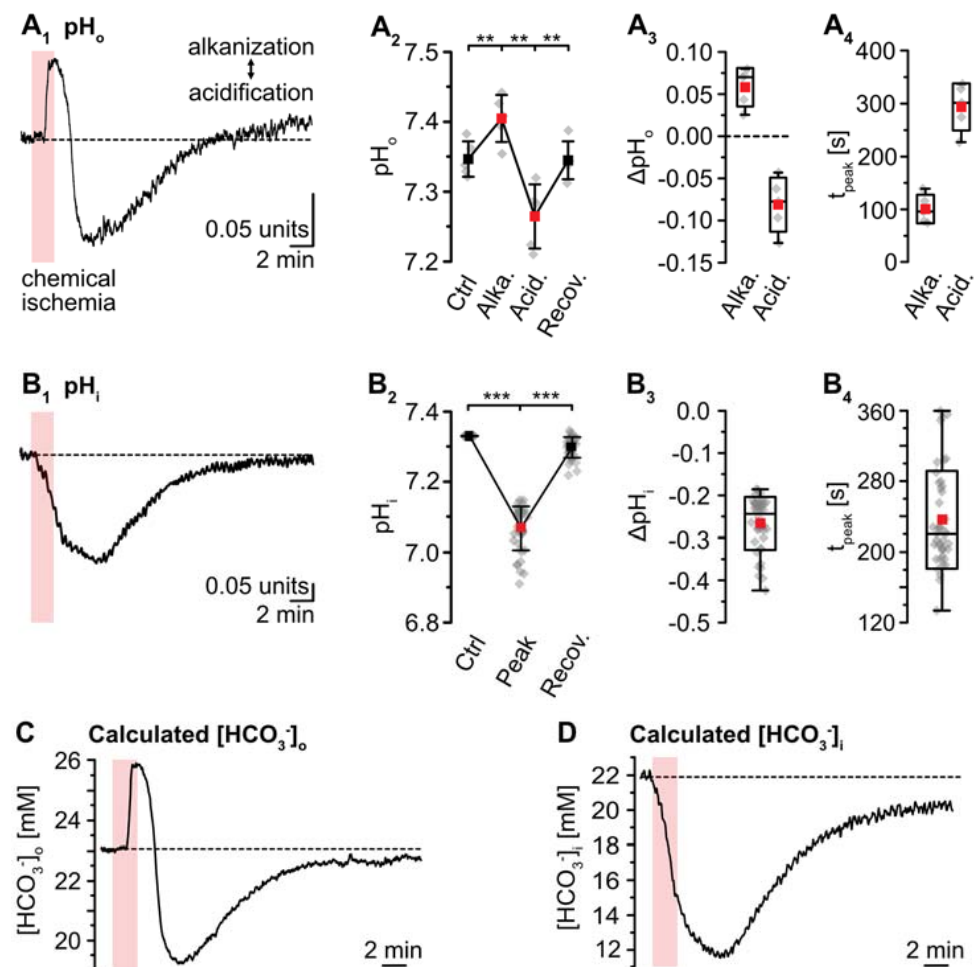 A₁ pHₒ
alkanization
acidification
0.05 units
2 min
chemical
ischemia
A₂
** ** **
7.5
7.4
7.3
7.2
pHₒ
Ctrl
Alka.
Acid.
Recov.
A₃
0.10
0.05
0.00
-0.05
-0.10
-0.15
ΔpHₒ
Alka.
Acid.
A₄
400
300
200
100
0
t_peak [s]
Alka.
Acid.
B₁ pHᵢ
0.05 units
2 min
B₂
*** ***
7.4
7.2
7.0
6.8
pHᵢ
Ctrl
Peak
Recov.
B₃
0.0
-0.1
-0.2
-0.3
-0.4
-0.5
ΔpHᵢ
B₄
360
280
200
120
t_peak [s]
C Calculated [HCO₃⁻]ₒ
26
24
22
20
[HCO₃⁻]ₒ [mM]
2 min
D Calculated [HCO₃⁻]ᵢ
22
20
18
16
14
12
[HCO₃⁻]ᵢ [mM]
2 min